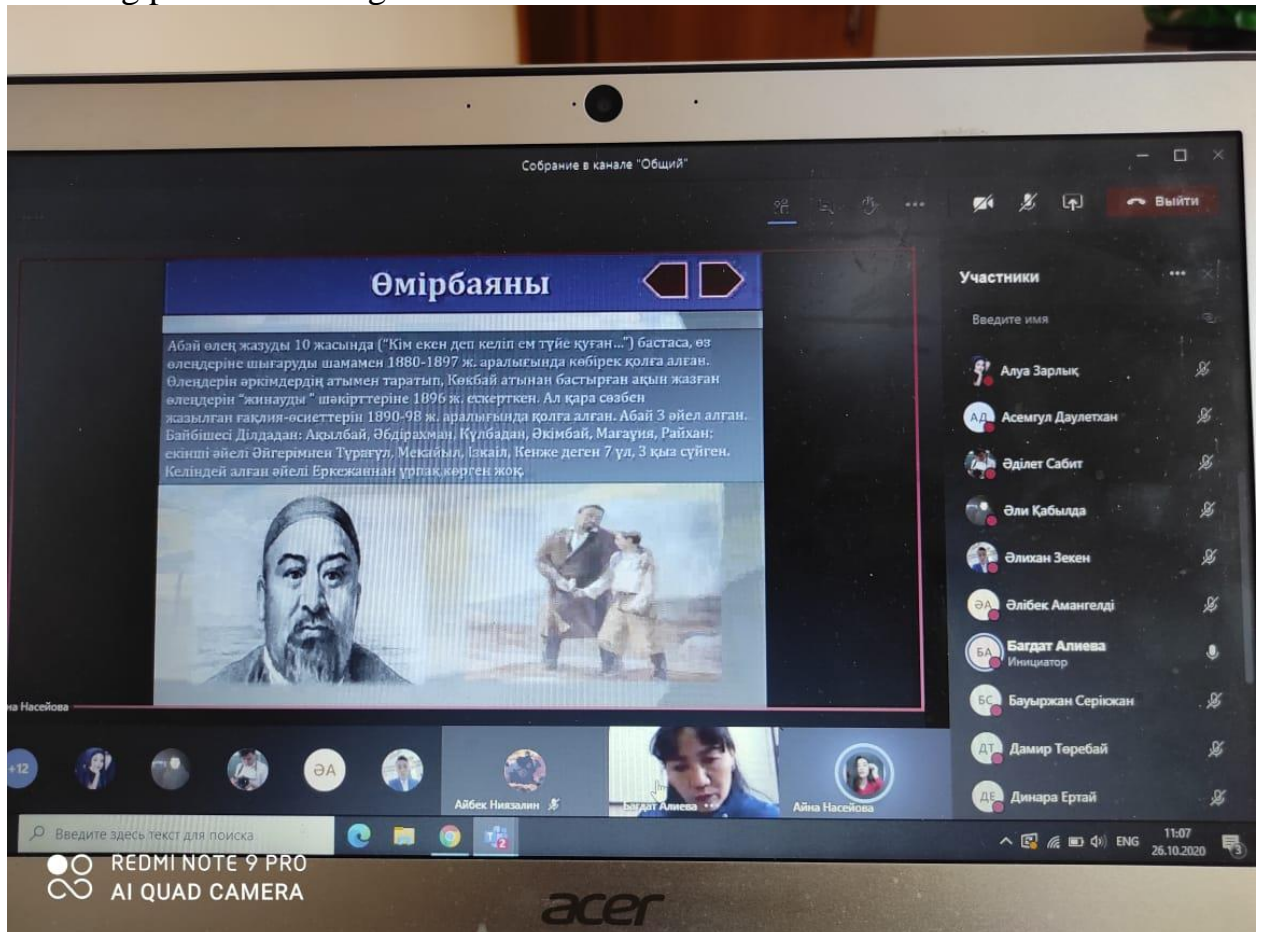 Собрание в канале "Общий"
Выйти
Өмірбаяны
Абай өлең жазуды 10 жасында ("Кім екен деп келіп ем түйе қуған...") бастаса, өз
өлеңдеріне шығаруды шамамен 1880-1897 ж. аралығында көбірек қолға алған.
Өлеңдерін әркімдердің атымен таратып, Көкбай атынан бастырған ақын жазған
өлеңдерін "жинауды " шәкірттеріне 1896 ж. ескерткен. Ал қара сөзбен
жазылған ғақлия-өсиеттерін 1890-98 ж. аралығында қолға алған. Абай 3 әйел алған.
Бәйбішесі Ділдадан: Ақылбай, Әбдірахман, Күлбадан, Әкімбай, Мағауия, Райхан;
екінші әйелі Әйгерімнен Тұрағұл, Мекайыл, Ізкаіл, Кенже деген 7 ұл, 3 қыз сүйген.
Келіндей алған әйелі Еркежаннан ұрпақ көрген жоқ.
Насейова
Участники
Введите имя
Алуа Зарлық
АД Асемгул Даулетхан
Әділет Сабит
Әли Қабылда
Әлихан Зекен
ӘА Әлібек Амангелді
БА Багдат Алиева
Инициатор
БС Бауыржан Серікжан
ДТ Дамир Төребай
ДЕ Динара Ертай
+12
ӘА
Айбек Ниязалин
Багдат Алиева
Айна Насейова
Введите здесь текст для поиска
2
ENG
11:07
26.10.2020
3
REDMI NOTE 9 PRO
AI QUAD CAMERA
acer